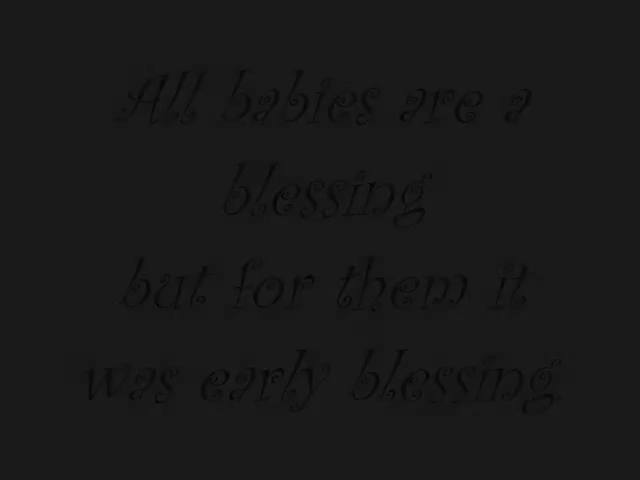 All babies are a
blessing
but for them it
was early blessing.